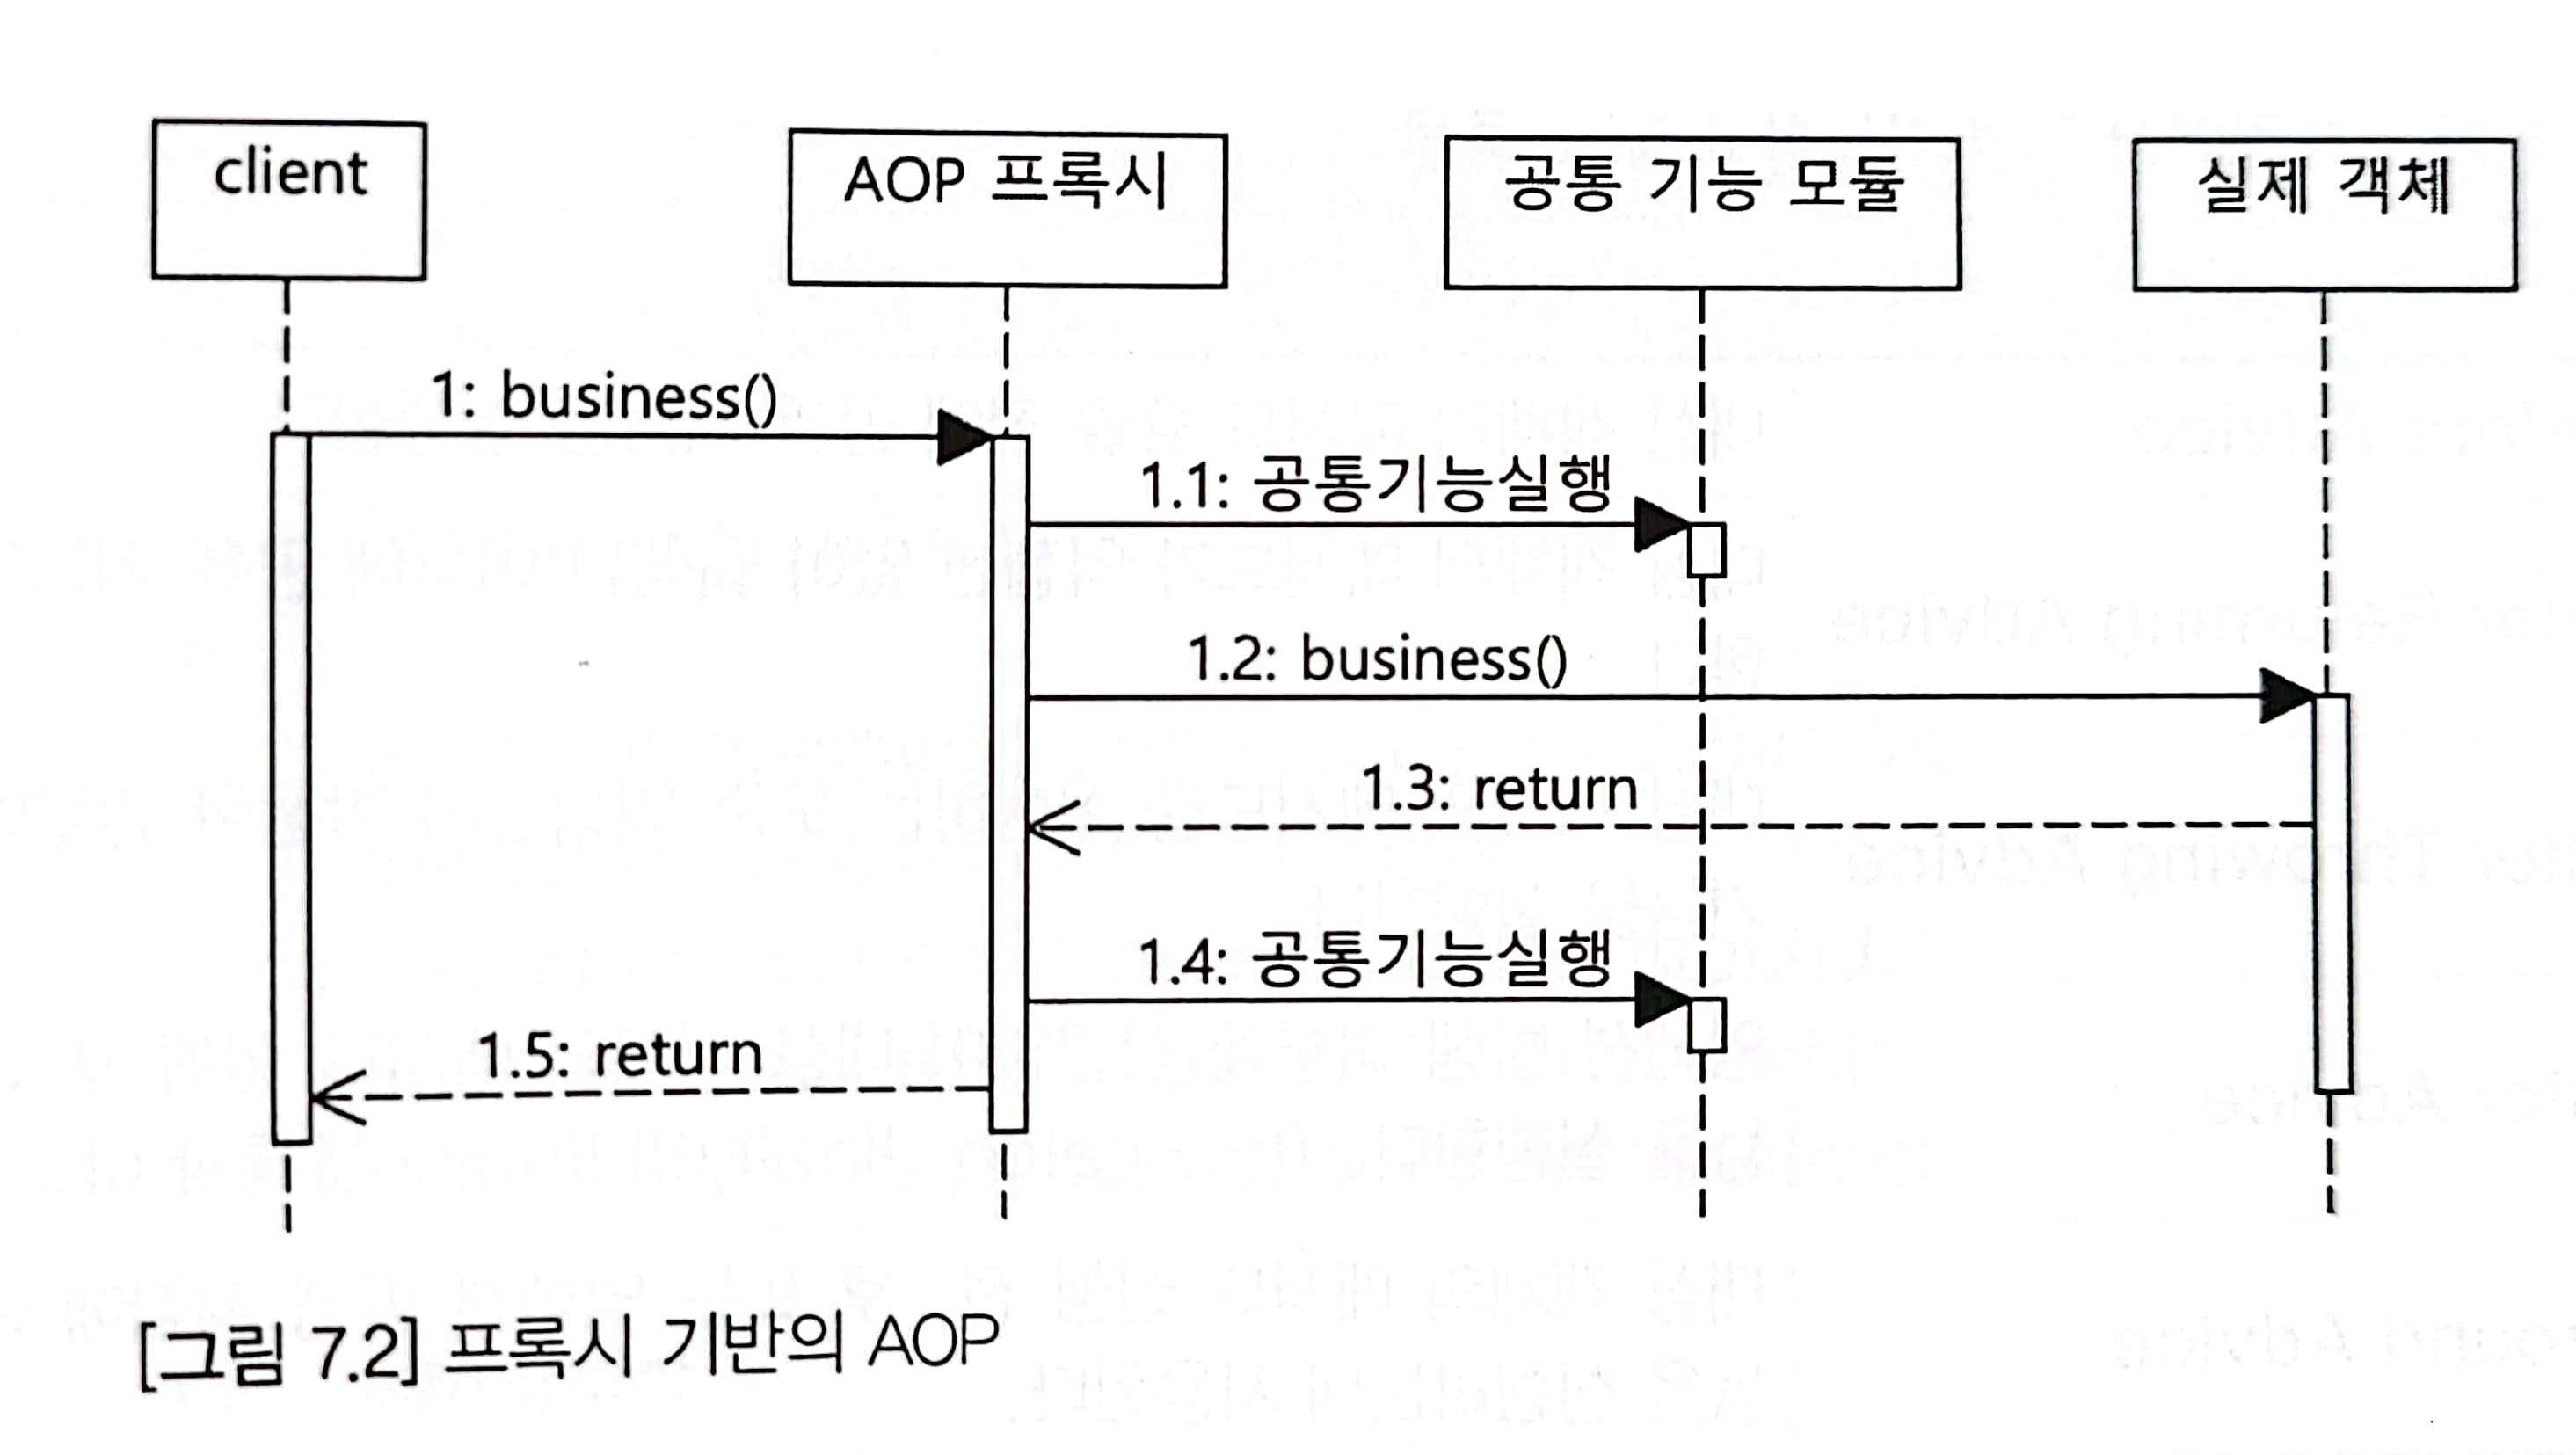 client
AOP 프록시
공통 기능 모듈
실제 객체
1: business()
1.1: 공통기능실행
1.2: business()
1.3: return
1.4: 공통기능실행
1.5: return
[그림 7.2] 프록시 기반의 AOP